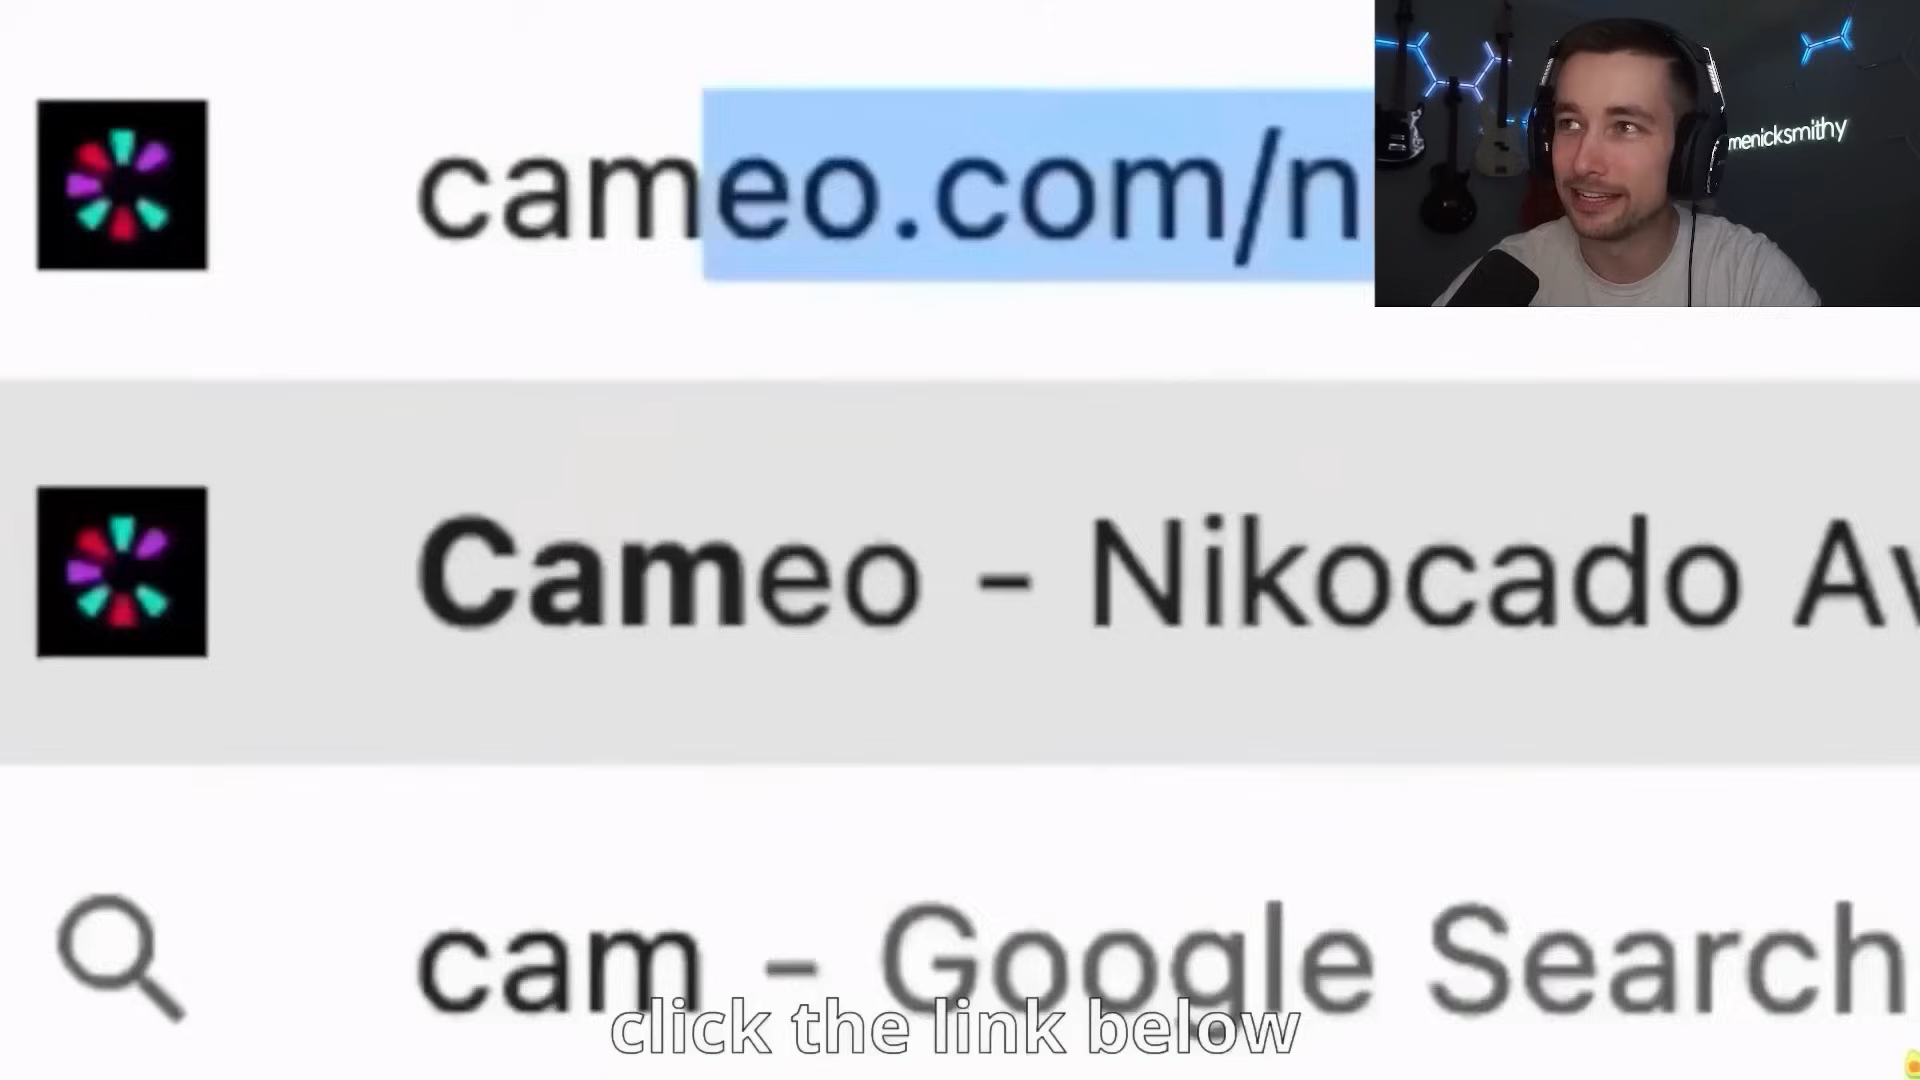 cameo.com/n
menicksmithy
Cameo - Nikocado Av
cam - Google Search
click the link below